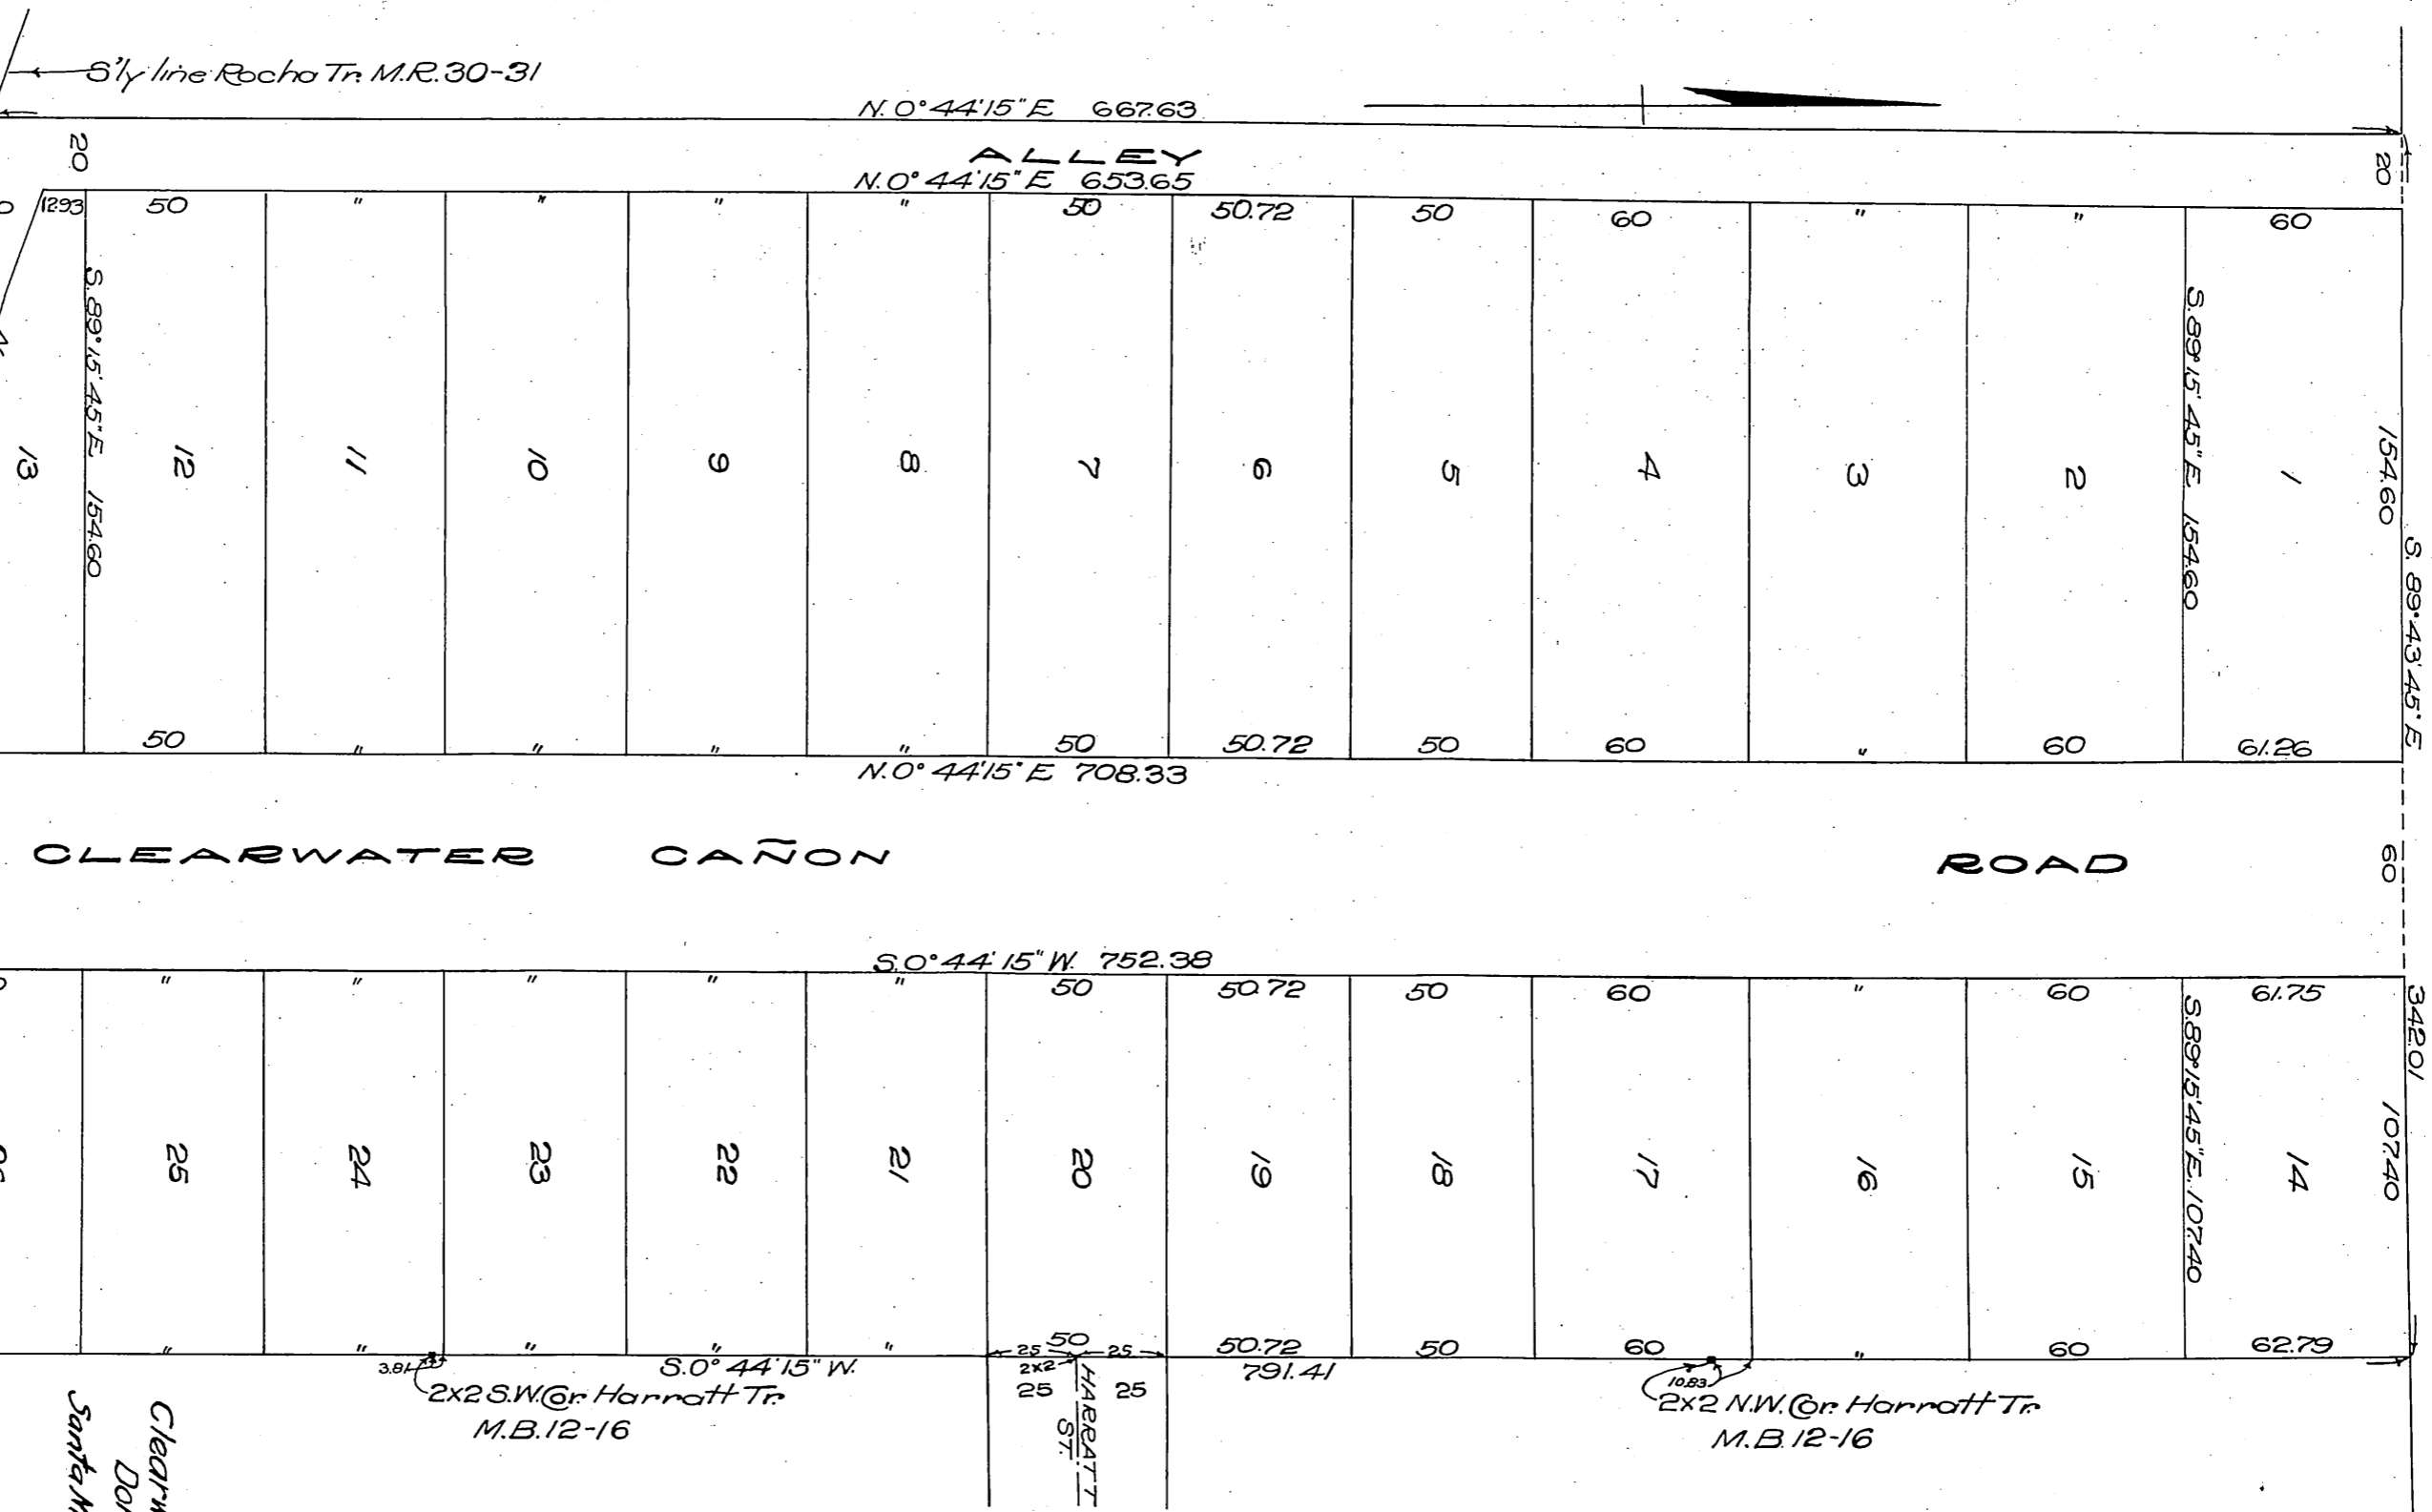 S'ly line Rocha Tr. M.R. 30-31
N. 0° 44' 15" E 667.63
20
ALLEY
20
N. 0° 44' 15" E 653.65
12.93 50 " " " " 50 50.72 50 60 " " 60
S. 89° 15' 45" E 154.60
S. 89° 15' 45" E 154.60
154.60
S. 89° 43' 45" E
13 12 11 10 9 8 7 6 5 4 3 2 1
50 " " " " 50 50.72 50 60 " 60 61.26
N. 0° 44' 15" E 708.33
CLEARWATER CAÑON ROAD
60
S. 0° 44' 15" W. 752.38
" " " " " 50 50.72 50 60 " 60 61.75
342.01
S. 89° 15' 45" E. 107.40
107.40
25 24 23 22 21 20 19 18 17 16 15 14
" " " " " 50 50.72 50 60 " 60 62.79
25 25
3.81
S. 0° 44' 15" W.
2x2
791.41
10.83
2x2 S.W. Cor. Harratt Tr.
M.B. 12-16
25 25
HARRATT
ST.
2x2 N.W. Cor. Harratt Tr.
M.B. 12-16